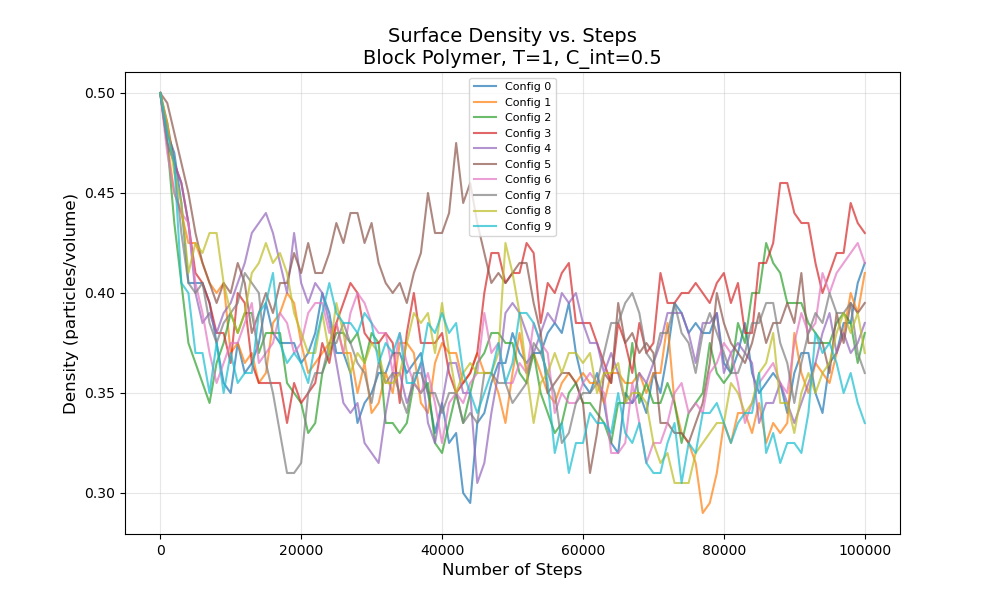 Surface Density vs. Steps
Block Polymer, T=1, C_int=0.5
Density (particles/volume)
0.50
0.45
0.40
0.35
0.30
Config 0
Config 1
Config 2
Config 3
Config 4
Config 5
Config 6
Config 7
Config 8
Config 9
0
20000
40000
60000
80000
100000
Number of Steps